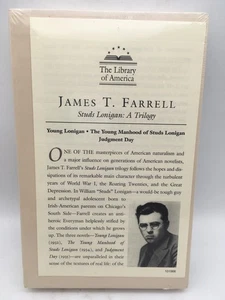 The Library
of America
JAMES T. FARRELL
Studs Lonigan: A Trilogy
Young Lonigan • The Young Manhood of Studs Lonigan
Judgment Day
ONE OF THE masterpieces of American naturalism and
a major influence on generations of American novelists,
James T. Farrell's Studs Lonigan trilogy follows the hopes and dis-
sipations of its remarkable main character through the turbulent
years of World War I, the Roaring Twenties, and the Great
Depression. In William "Studs" Lonigan—a would-be tough guy
and archetypal adolescent born to
Irish-American parents on Chicago's
South Side—Farrell creates an anti-
heroic Everyman helplessly stifled by
the conditions under which he grows
up. The three novels—Young Lonigan
(1932), The Young Manhood of
Studs Lonigan (1934), and Judgment
Day (1935)—are unparalleled in their
sense of the textures of real life of the